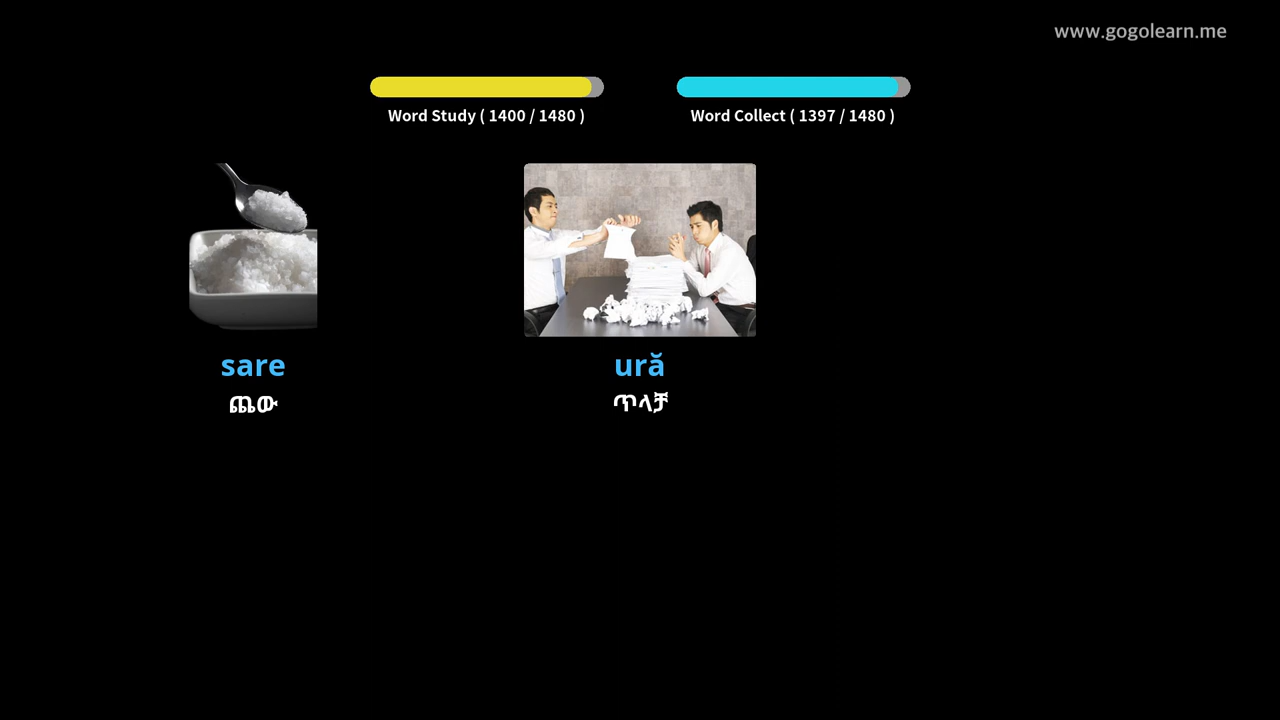 www.gogolearn.me
Word Study ( 1400 / 1480 )
Word Collect ( 1397 / 1480 )
sare
ጨው
ură
ጥላቻ